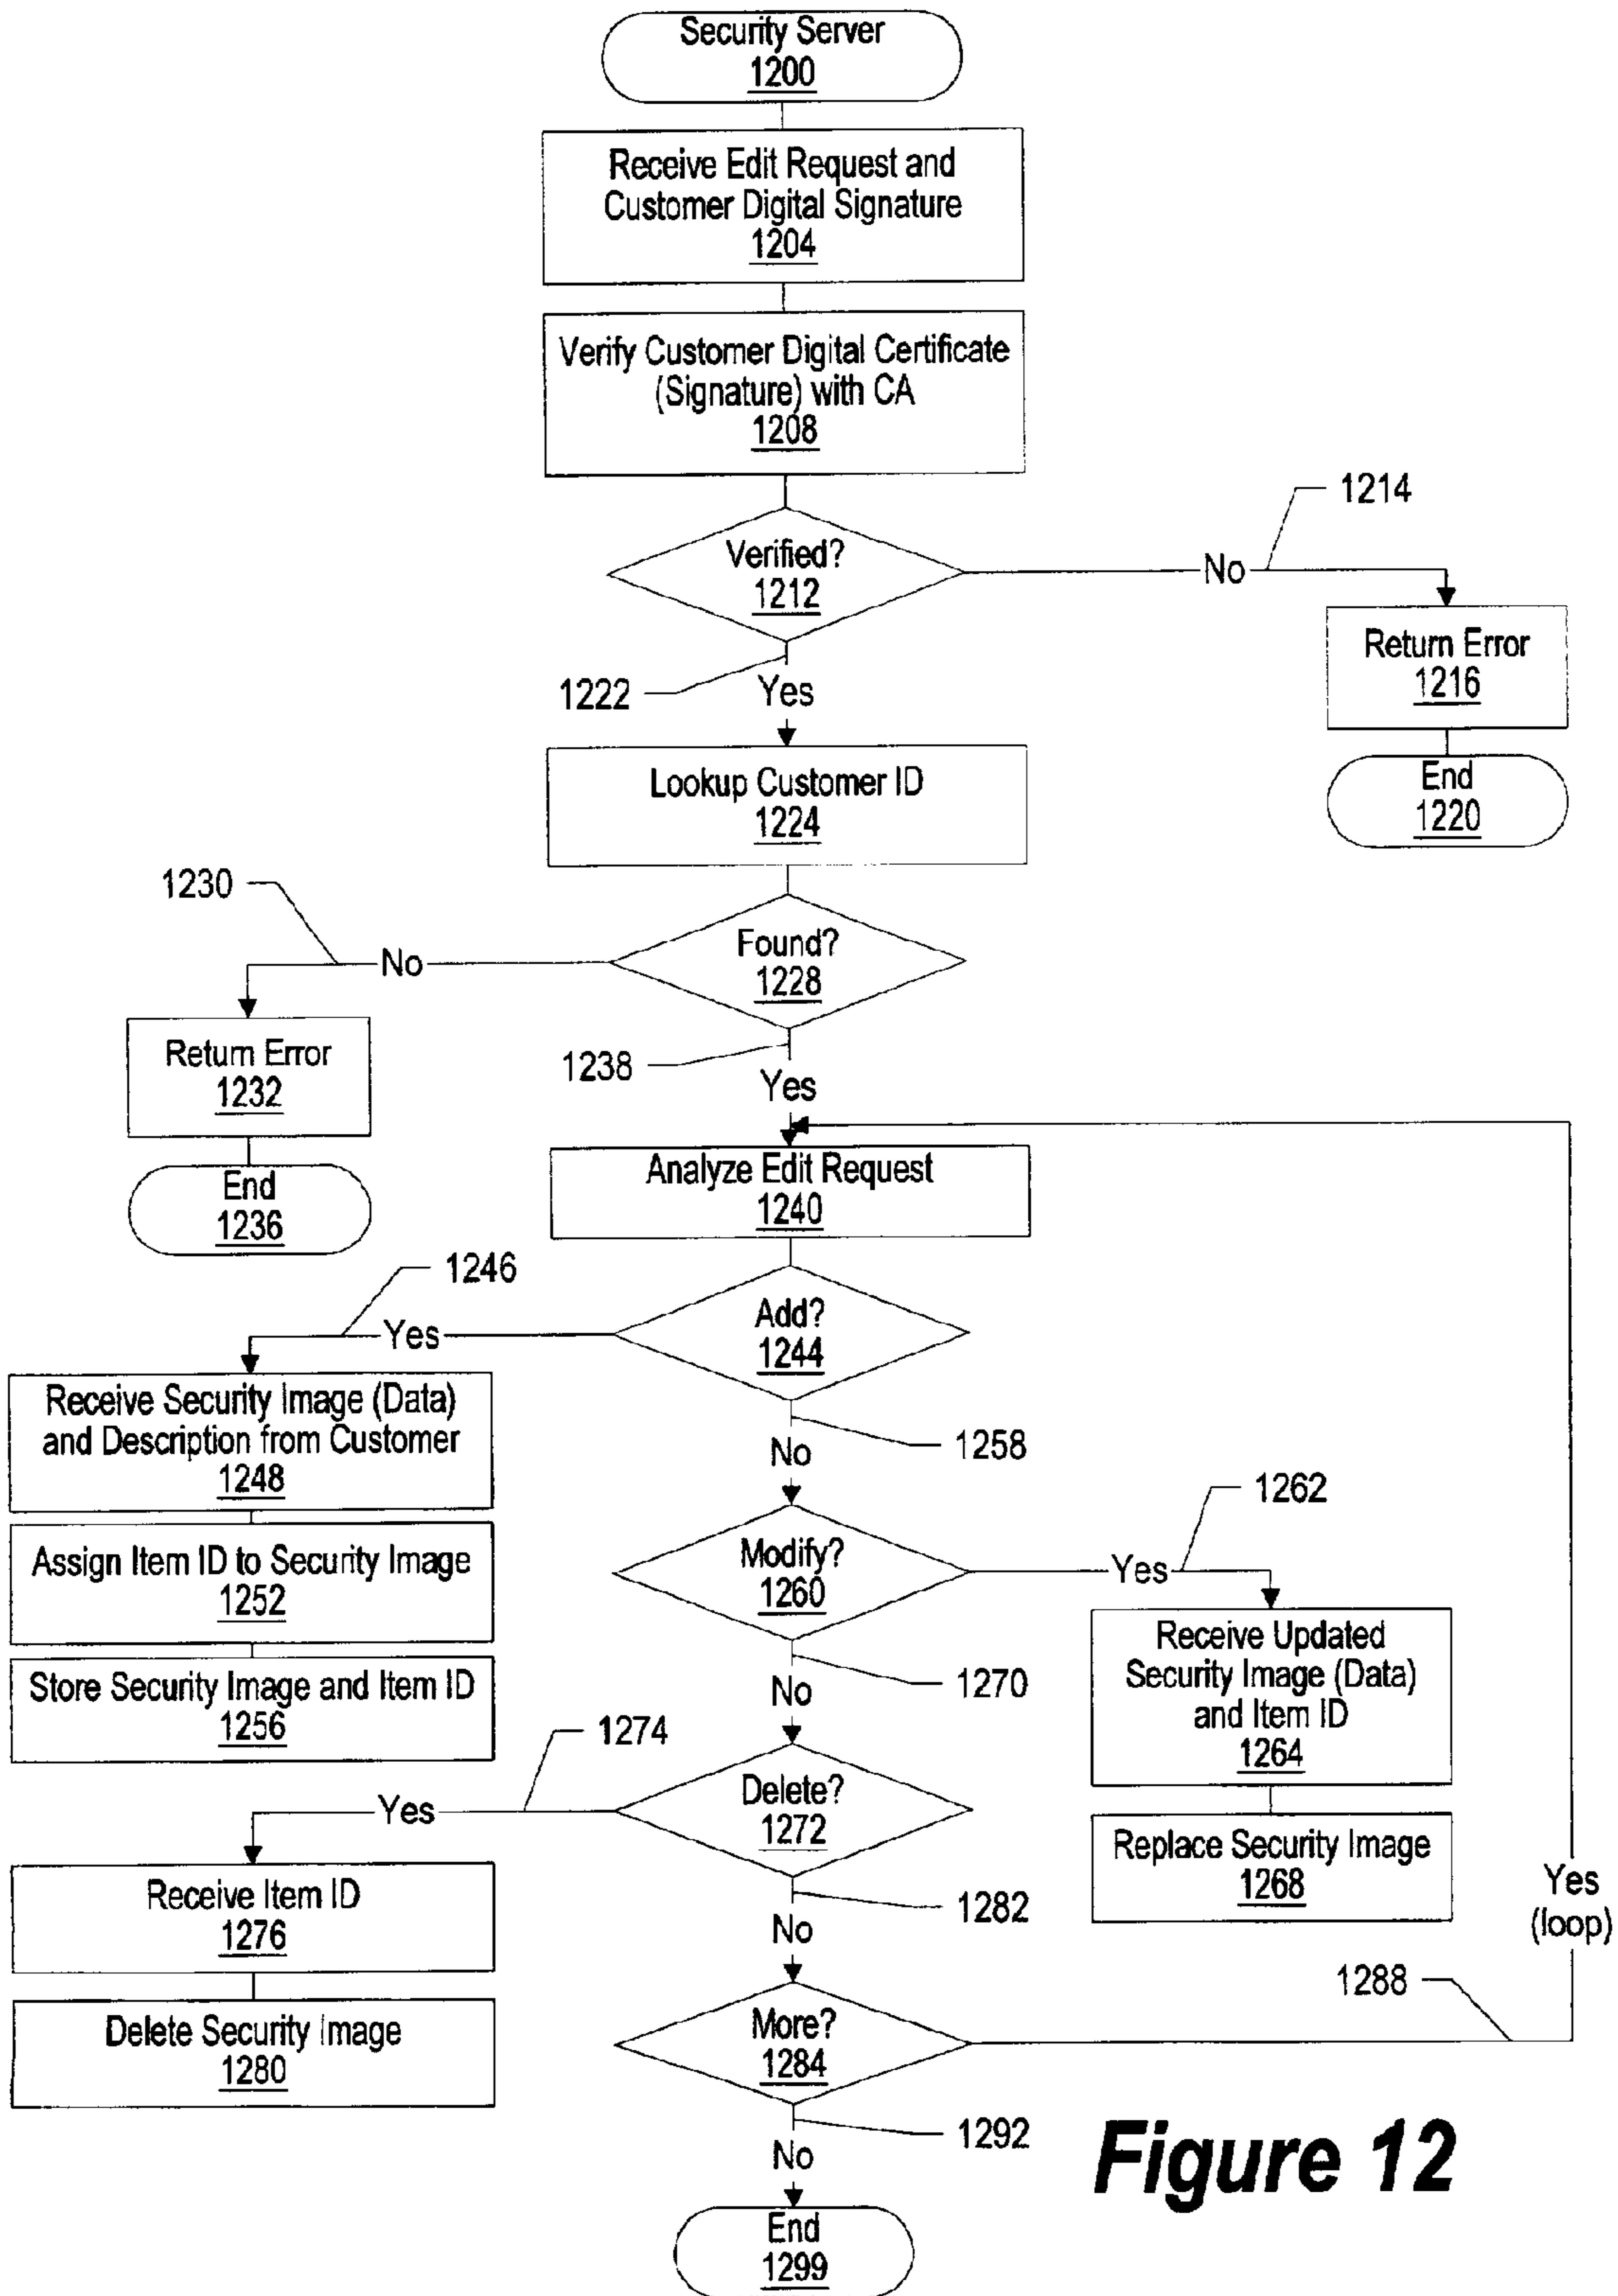 Security Server
1200
Receive Edit Request and
Customer Digital Signature
1204
Verify Customer Digital Certificate
(Signature) with CA
1208
1214
Verified?
1212
No
Return Error
1216
1222
Yes
End
1220
Lookup Customer ID
1224
1230
No
Found?
1228
Return Error
1232
1238
Yes
End
1236
Analyze Edit Request
1240
1246
Yes
Add?
1244
Receive Security Image (Data)
and Description from Customer
1248
1258
No
1262
Assign Item ID to Security Image
1252
Modify?
1260
Yes
Store Security Image and Item ID
1256
Receive Updated
Security Image (Data)
and Item ID
1264
1270
No
1274
Yes
Delete?
1272
Replace Security Image
1268
Yes
(loop)
Receive Item ID
1276
1282
No
1288
Delete Security Image
1280
More?
1284
1292
No
Figure 12
End
1299